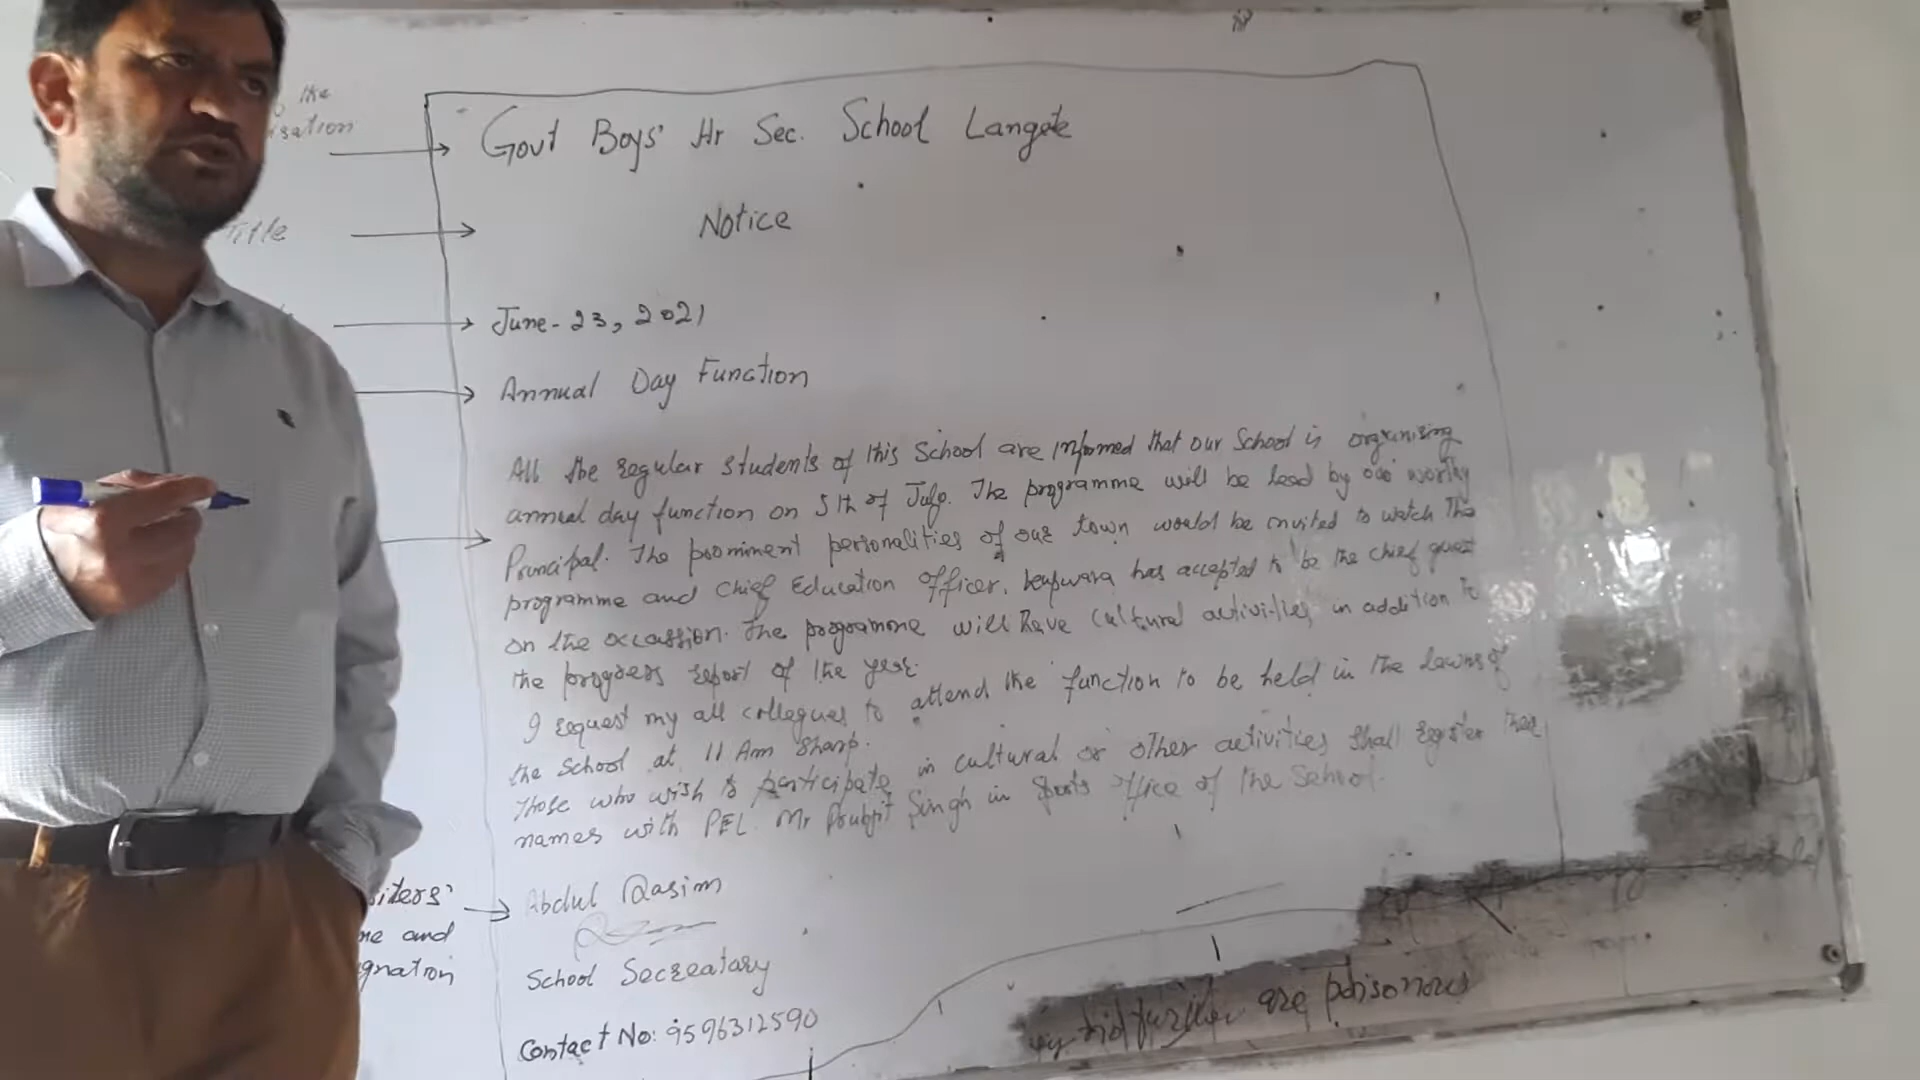 the
isation
Govt Boys' Hr Sec. School Langate
Title
Notice
June - 23, 2021
Annual Day Function
All the regular students of this School are informed that our School is organising
annual day function on 5th of July. The programme will be lead by our worthy
Principal. The prominent personalities of our town would be invited to watch the
programme and Chief Education Officer, kupwara has accepted to be the chief guest
on the occassion. The programme will have cultural activities, in addition to
the progress report of the year.
I request my all collegues to attend the function to be held in the lawns of
the School at 11 Am Sharp.
Those who wish to participate in cultural or other activities shall register their
names with PEL. Mr Singh in Sports office of the School.
Abdul Qasim
iters'
me and
gnation
School Secreatary
Contact No: 9596312590
are poisonous